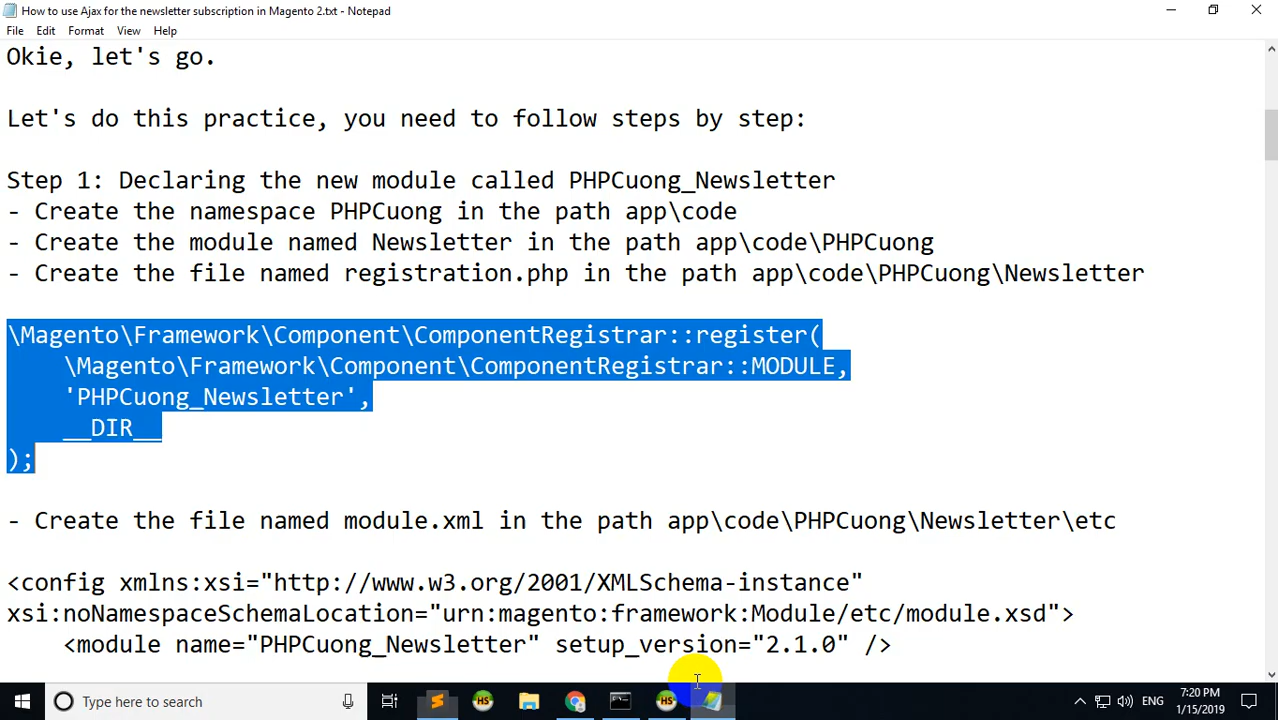 How to use Ajax for the newsletter subscription in Magento 2.txt - Notepad
File Edit Format View Help
Okie, let's go.
Let's do this practice, you need to follow steps by step:
Step 1: Declaring the new module called PHPCuong_Newsletter
- Create the namespace PHPCuong in the path app\code
- Create the module named Newsletter in the path app\code\PHPCuong
- Create the file named registration.php in the path app\code\PHPCuong\Newsletter
\Magento\Framework\Component\ComponentRegistrar::register(
    \Magento\Framework\Component\ComponentRegistrar::MODULE,
    'PHPCuong_Newsletter',
    __DIR__
);
- Create the file named module.xml in the path app\code\PHPCuong\Newsletter\etc
<config xmlns:xsi="http://www.w3.org/2001/XMLSchema-instance"
xsi:noNamespaceSchemaLocation="urn:magento:framework:Module/etc/module.xsd">
    <module name="PHPCuong_Newsletter" setup_version="2.1.0" />
Type here to search
HS
HS
ENG
7:20 PM
1/15/2019